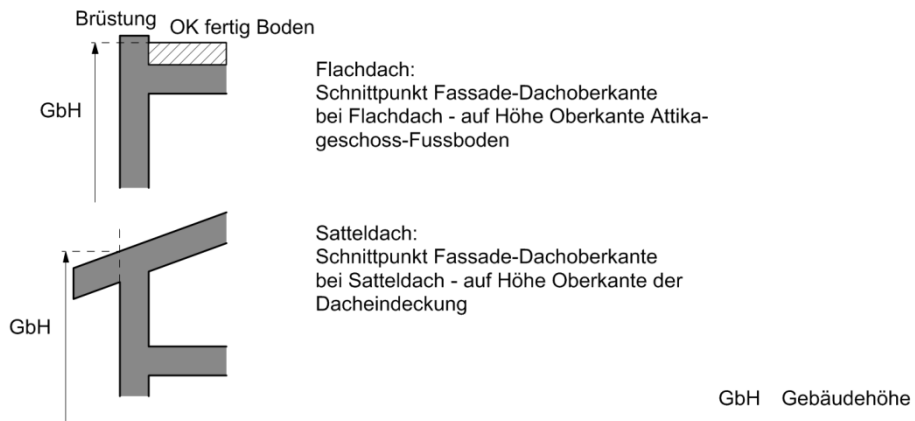 Brüstung
OK fertig Boden
GbH
Flachdach:
Schnittpunkt Fassade-Dachoberkante
bei Flachdach - auf Höhe Oberkante Attika-
geschoss-Fussboden
Satteldach:
Schnittpunkt Fassade-Dachoberkante
bei Satteldach - auf Höhe Oberkante der
Dacheindeckung
GbH
GbH Gebäudehöhe